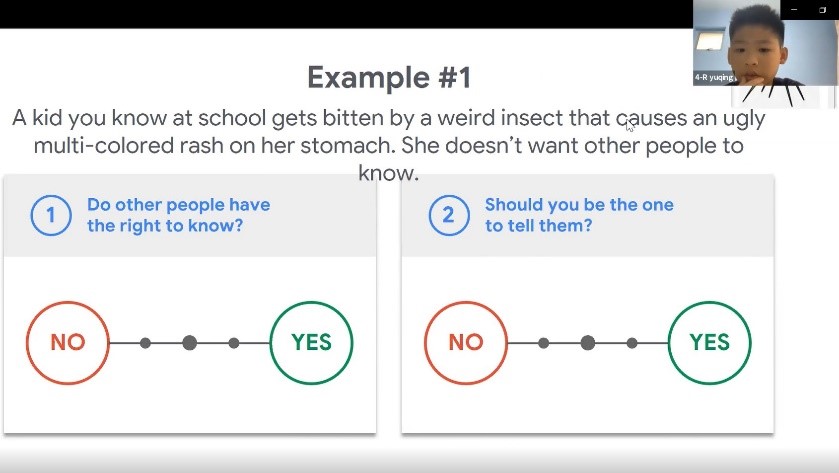 4-R yuqing
Example #1
A kid you know at school gets bitten by a weird insect that causes an ugly
multi-colored rash on her stomach. She doesn't want other people to
know.
1
Do other people have
the right to know?
NO
YES
2
Should you be the one
to tell them?
NO
YES